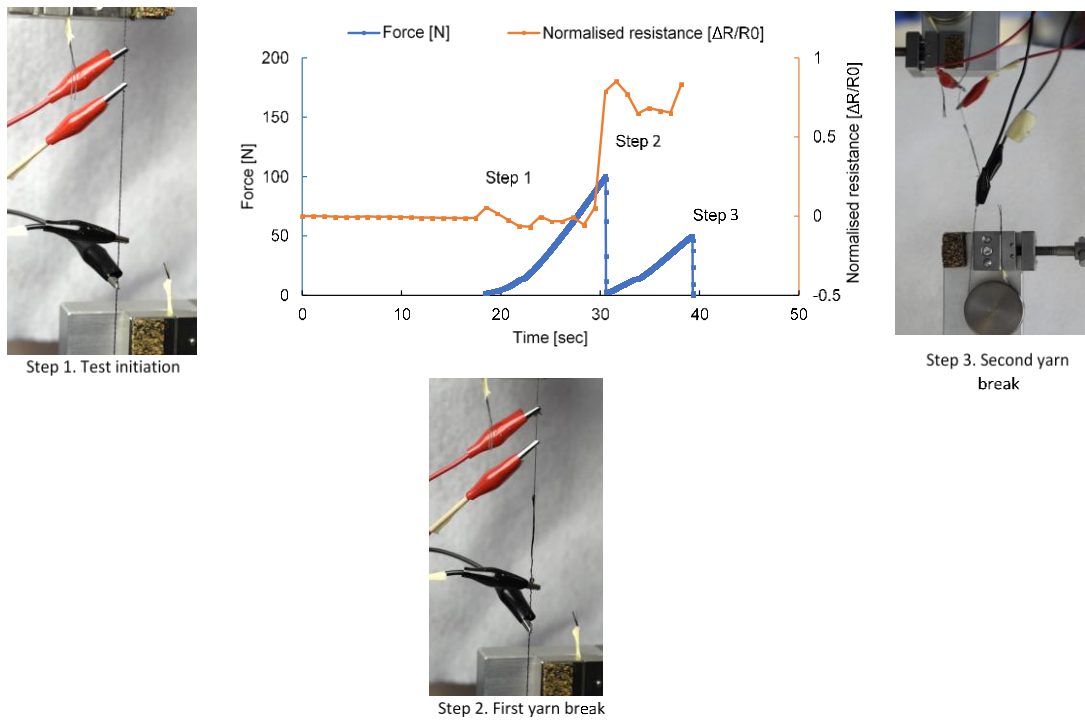 Force [N]
Normalised resistance [ΔR/R0]
200
150
100
50
0
Force [N]
1
0.5
0
-0.5
Normalised resistance [ΔR/R0]
Step 1
Step 2
Step 3
0 10 20 30 40 50
Time [sec]
Step 1. Test initiation
Step 3. Second yarn
break
Step 2. First yarn break